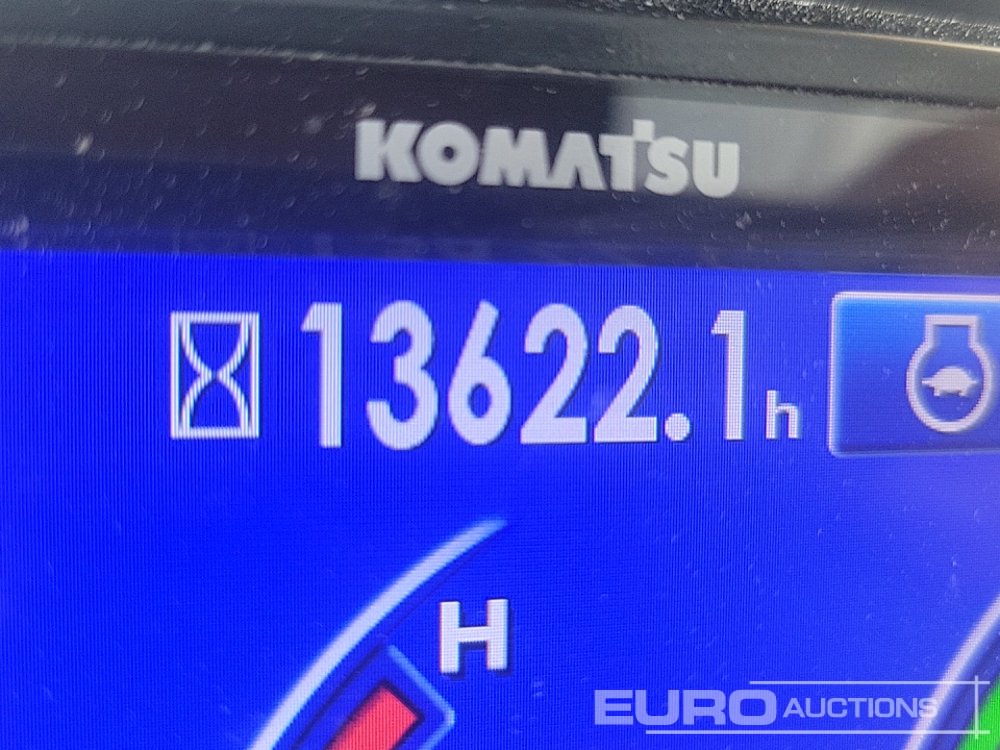 KOMATSU
13622.1h
H
EURO AUCTIONS